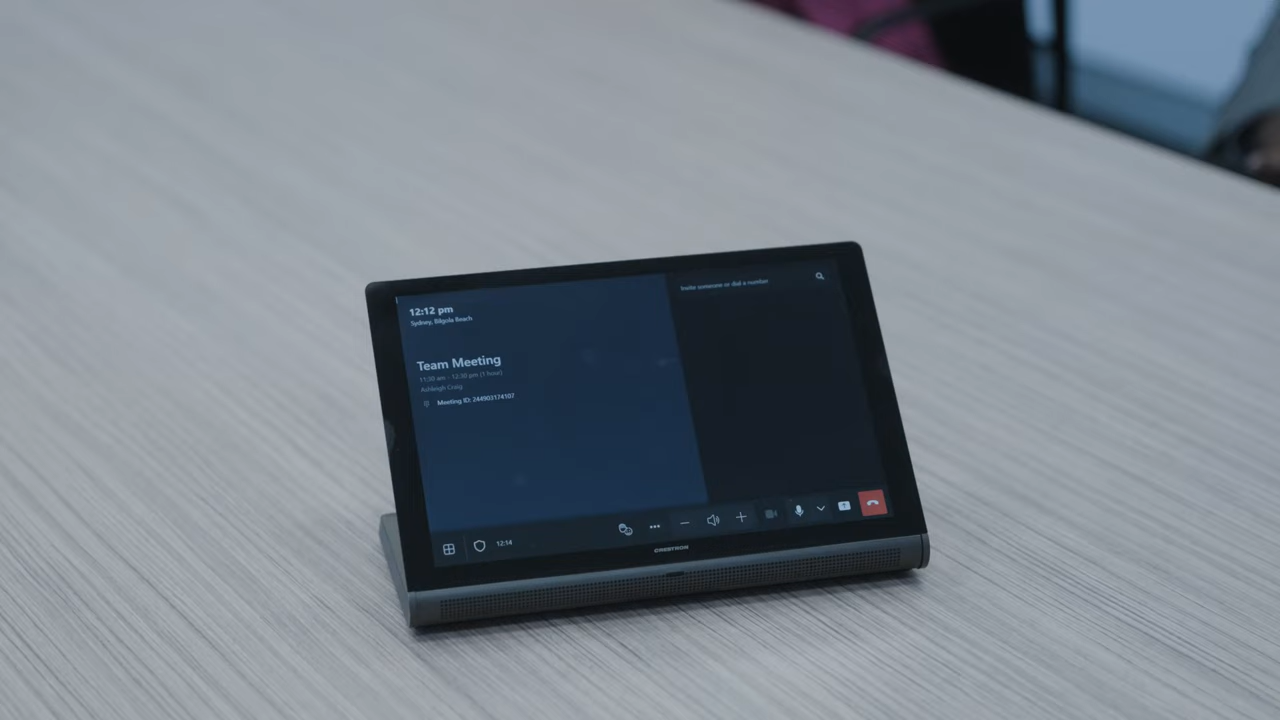 12:12 pm
Sydney, Bilgola Beach
Team Meeting
11:30 am - 12:30 pm (1 hour)
Ashleigh Craig
Meeting ID: 244903174107
Invite someone or dial a number
12:14
CRESTRON